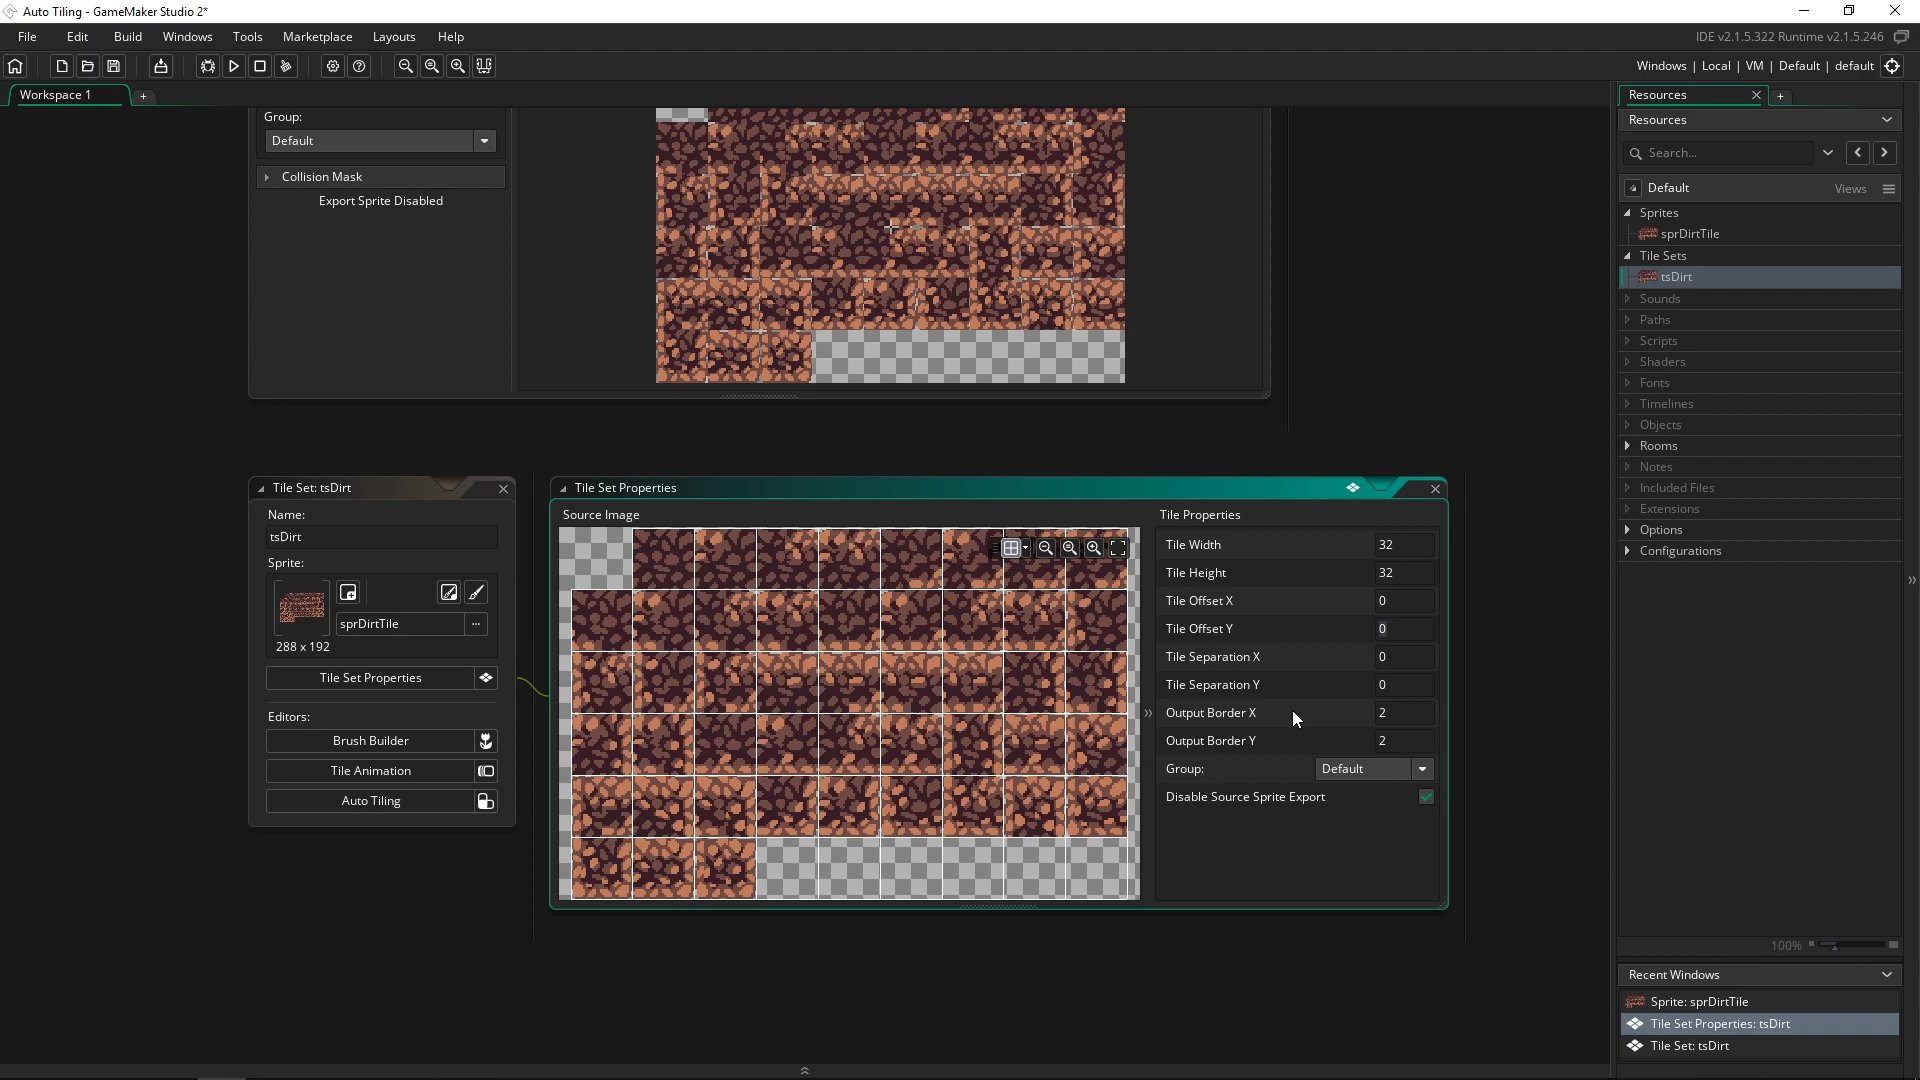 Auto Tiling - GameMaker Studio 2*
File Edit Build Windows Tools Marketplace Layouts Help
IDE v2.1.5.322 Runtime v2.1.5.246
Windows | Local | VM | Default | default
Workspace 1
+
Group:
Default
Collision Mask
Export Sprite Disabled
Tile Set: tsDirt
Name:
tsDirt
Sprite:
sprDirtTile
...
288 x 192
Tile Set Properties
Editors:
Brush Builder
Tile Animation
Auto Tiling
Tile Set Properties
Source Image
Tile Properties
Tile Width 32
Tile Height 32
Tile Offset X 0
Tile Offset Y 0
Tile Separation X 0
Tile Separation Y 0
Output Border X 2
Output Border Y 2
Group: Default
Disable Source Sprite Export
Resources
+
Resources
Search...
Default Views
Sprites
sprDirtTile
Tile Sets
tsDirt
Sounds
Paths
Scripts
Shaders
Fonts
Timelines
Objects
Rooms
Notes
Included Files
Extensions
Options
Configurations
100%
Recent Windows
Sprite: sprDirtTile
Tile Set Properties: tsDirt
Tile Set: tsDirt